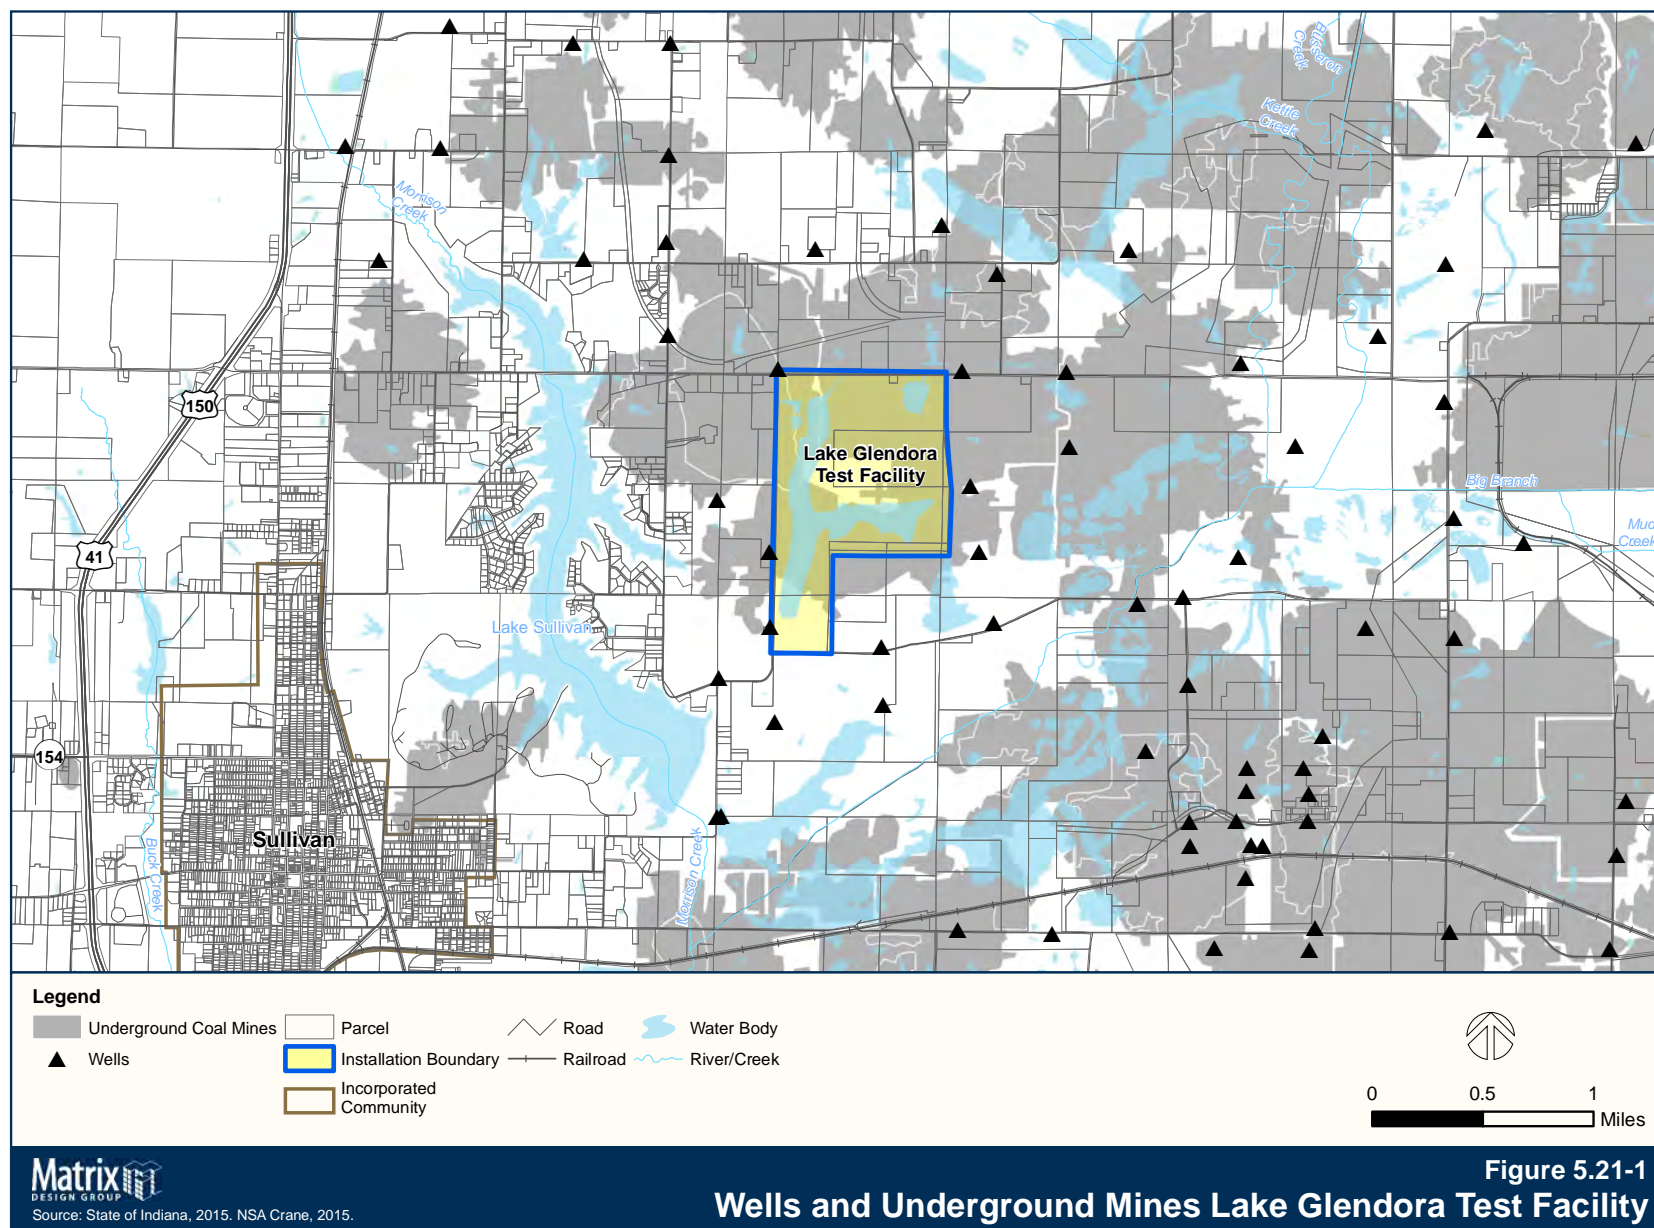 Busseron
Creek
Kettle
Creek
Morrison
Creek
150
Lake Glendora
Test Facility
Big Branch
41
Mud
Creek
Lake Sullivan
154
Sullivan
Buck Creek
Morrison Creek
Legend
Underground Coal Mines
Parcel
Road
Water Body
Wells
Installation Boundary
Railroad
River/Creek
Incorporated
Community
0 0.5 1
Miles
Matrix
DESIGN GROUP
Source: State of Indiana, 2015. NSA Crane, 2015.
Figure 5.21-1
Wells and Underground Mines Lake Glendora Test Facility